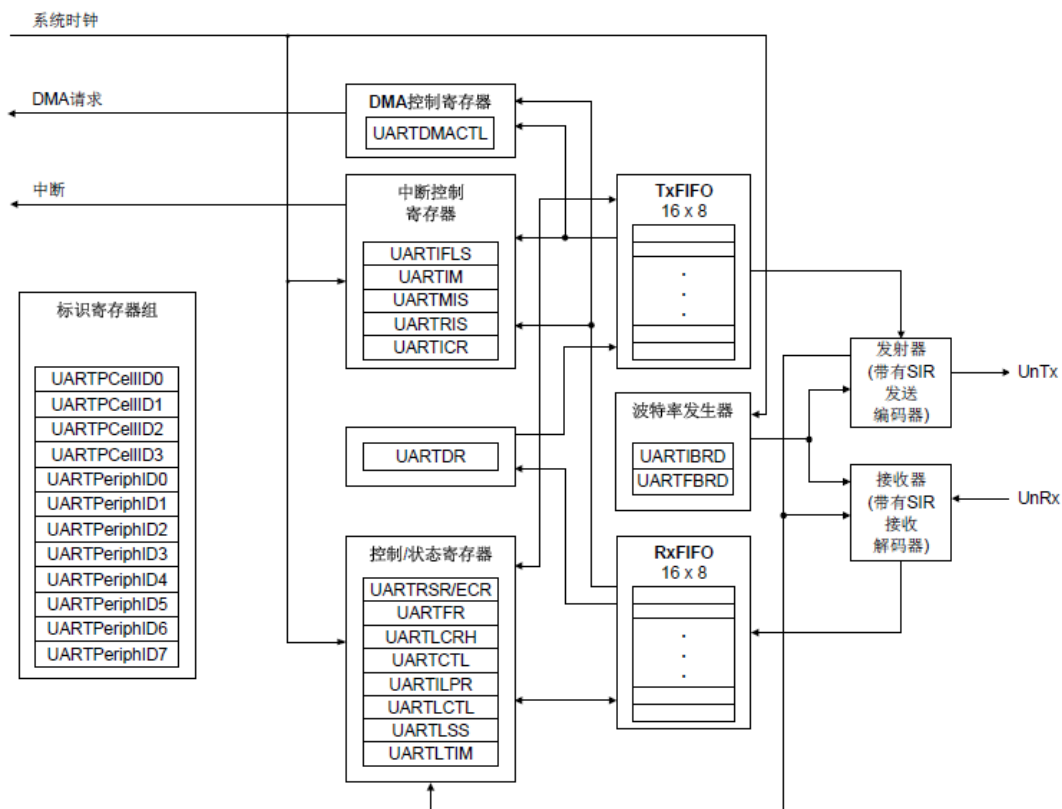 系统时钟
DMA请求
DMA控制寄存器
UARTDMACTL
中断
中断控制
寄存器
UARTIFLS
UARTIM
UARTMIS
UARTRIS
UARTICR
TxFIFO
16 x 8
标识寄存器组
UARTPCellID0
UARTPCellID1
UARTPCellID2
UARTPCellID3
UARTPeriphID0
UARTPeriphID1
UARTPeriphID2
UARTPeriphID3
UARTPeriphID4
UARTPeriphID5
UARTPeriphID6
UARTPeriphID7
发射器
(带有SIR
发送
编码器)
UnTx
UARTDR
波特率发生器
UARTIBRD
UARTFBRD
接收器
(带有SIR
接收
解码器)
UnRx
控制/状态寄存器
UARTRSR/ECR
UARTFR
UARTLCRH
UARTCTL
UARTILPR
UARTLCTL
UARTLSS
UARTLTIM
RxFIFO
16 x 8